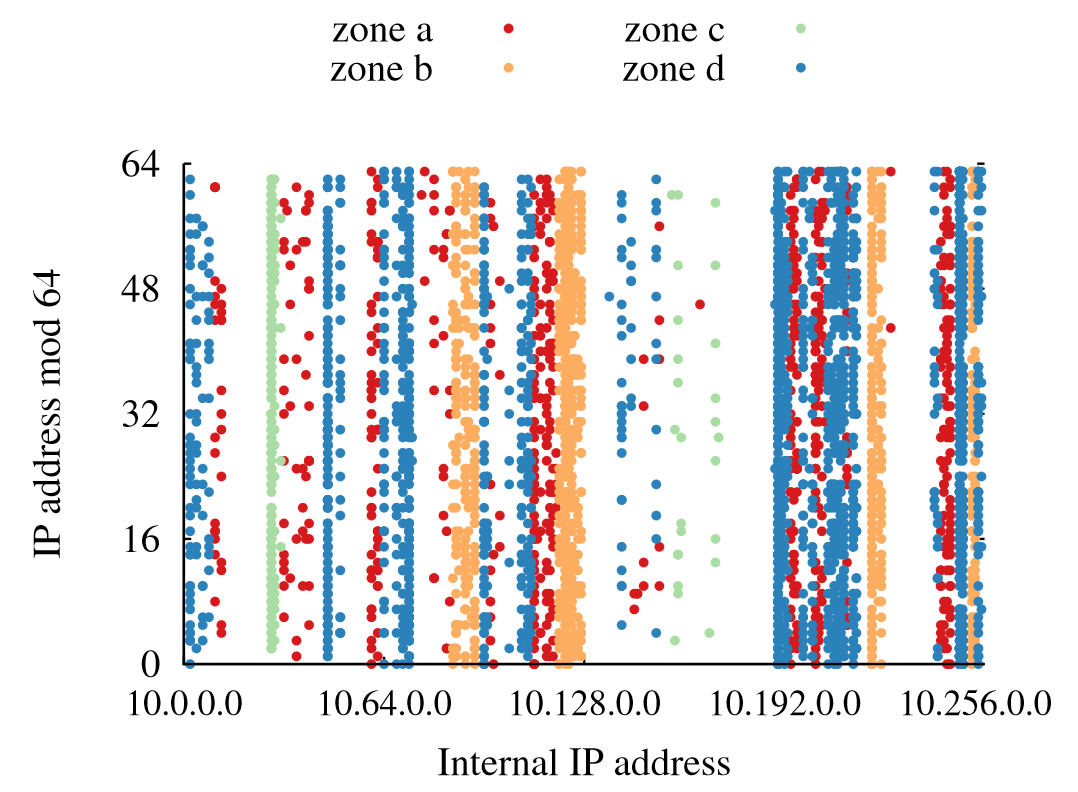 zone a
zone b
zone c
zone d
64
48
32
16
0
IP address mod 64
10.0.0.0
10.64.0.0
10.128.0.0
10.192.0.0
10.256.0.0
Internal IP address